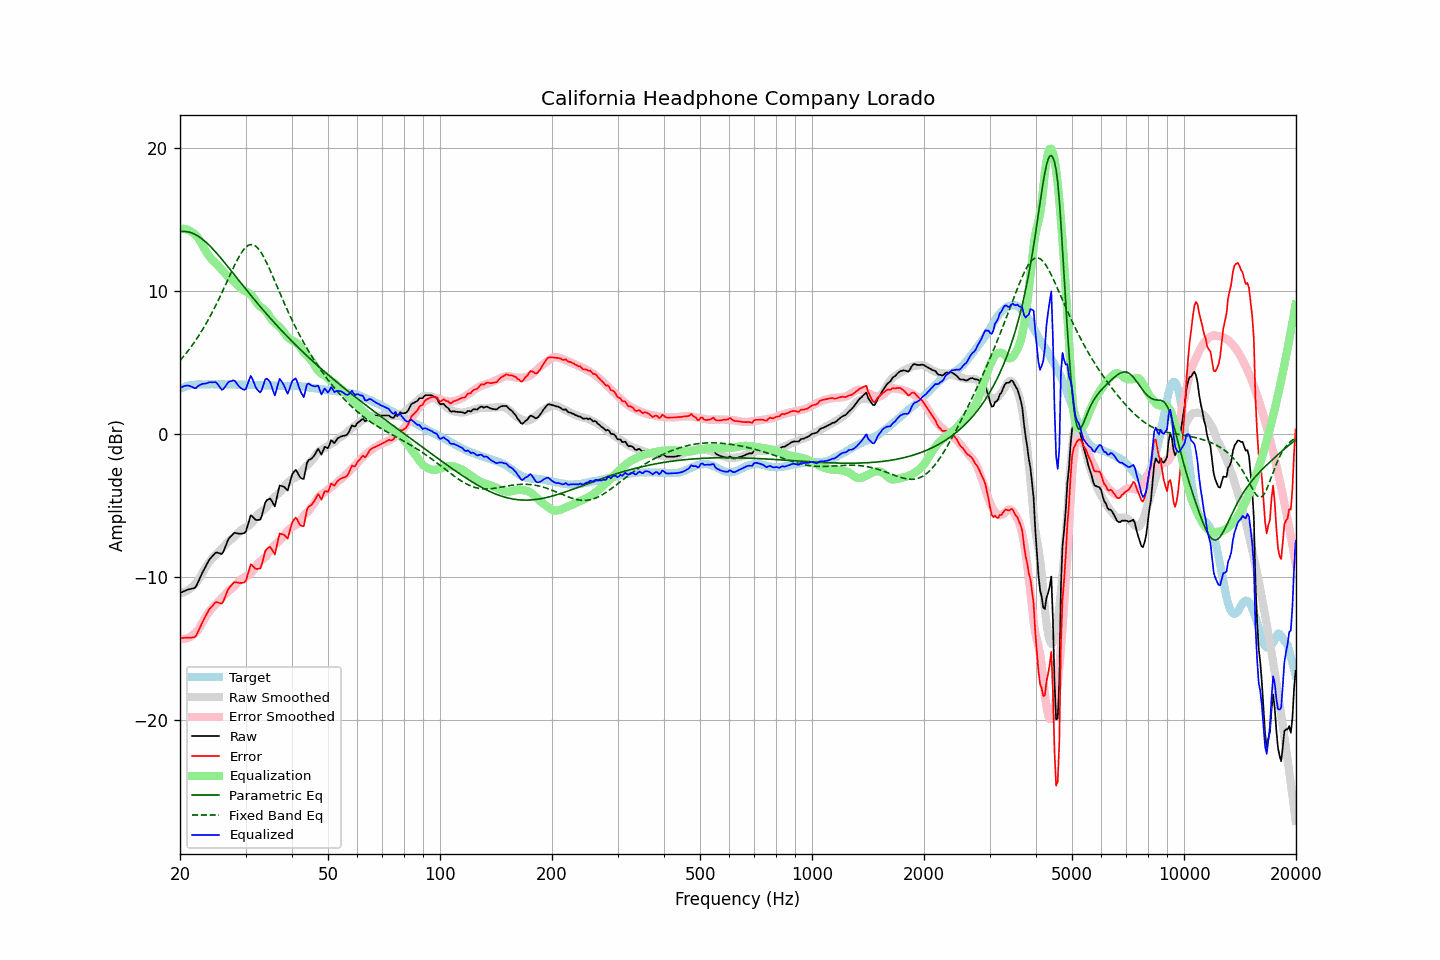 California Headphone Company Lorado
Amplitude (dBr)
20
10
0
−10
−20
Target
Raw Smoothed
Error Smoothed
Raw
Error
Equalization
Parametric Eq
Fixed Band Eq
Equalized
20 50 100 200 500 1000 2000 5000 10000 20000
Frequency (Hz)